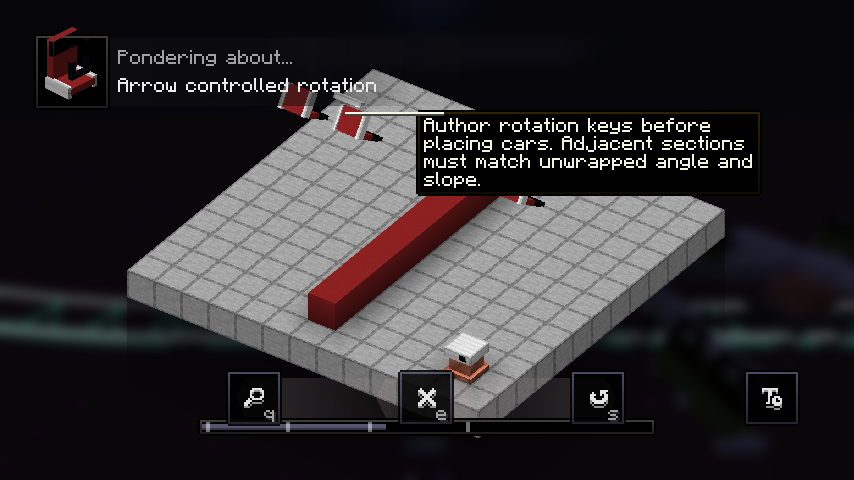 Pondering about...
Arrow controlled rotation
Author rotation keys before
placing cars. Adjacent sections
must match unwrapped angle and
slope.
q
e
s
T